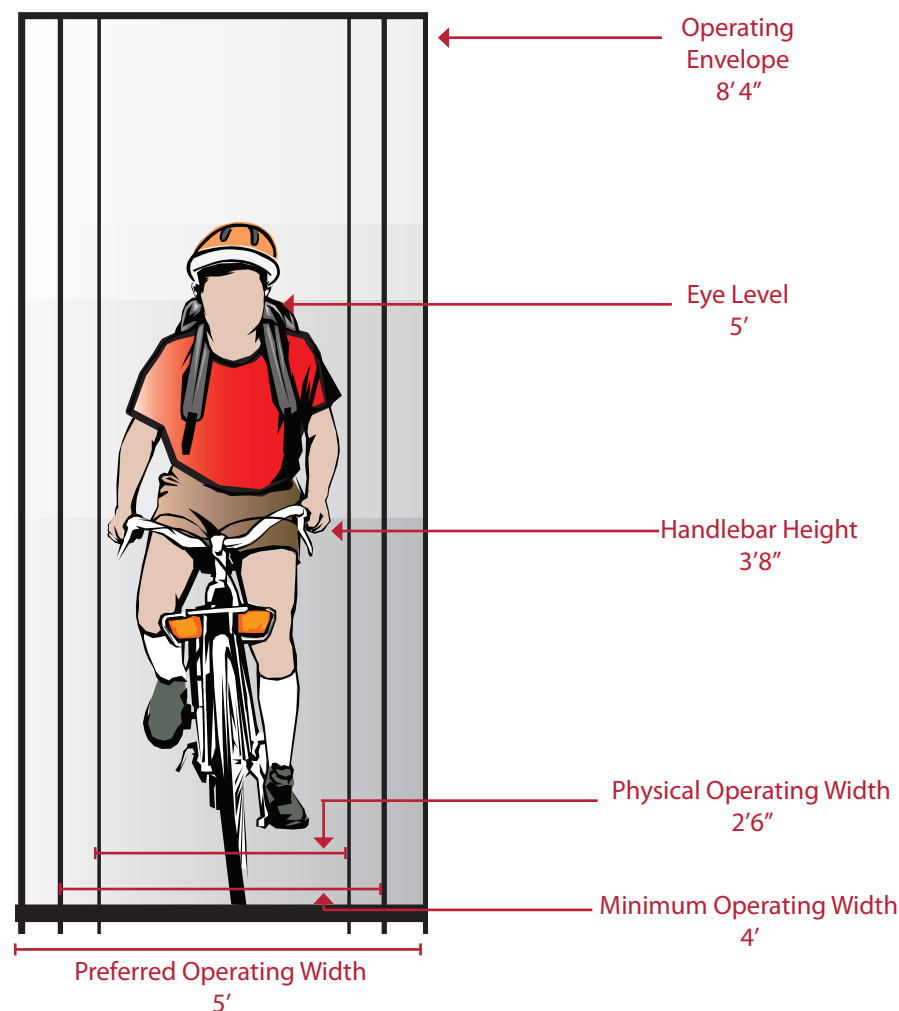 Operating
Envelope
8’ 4”
Eye Level
5’
Handlebar Height
3’8”
Physical Operating Width
2’6”
Minimum Operating Width
4’
Preferred Operating Width
5’